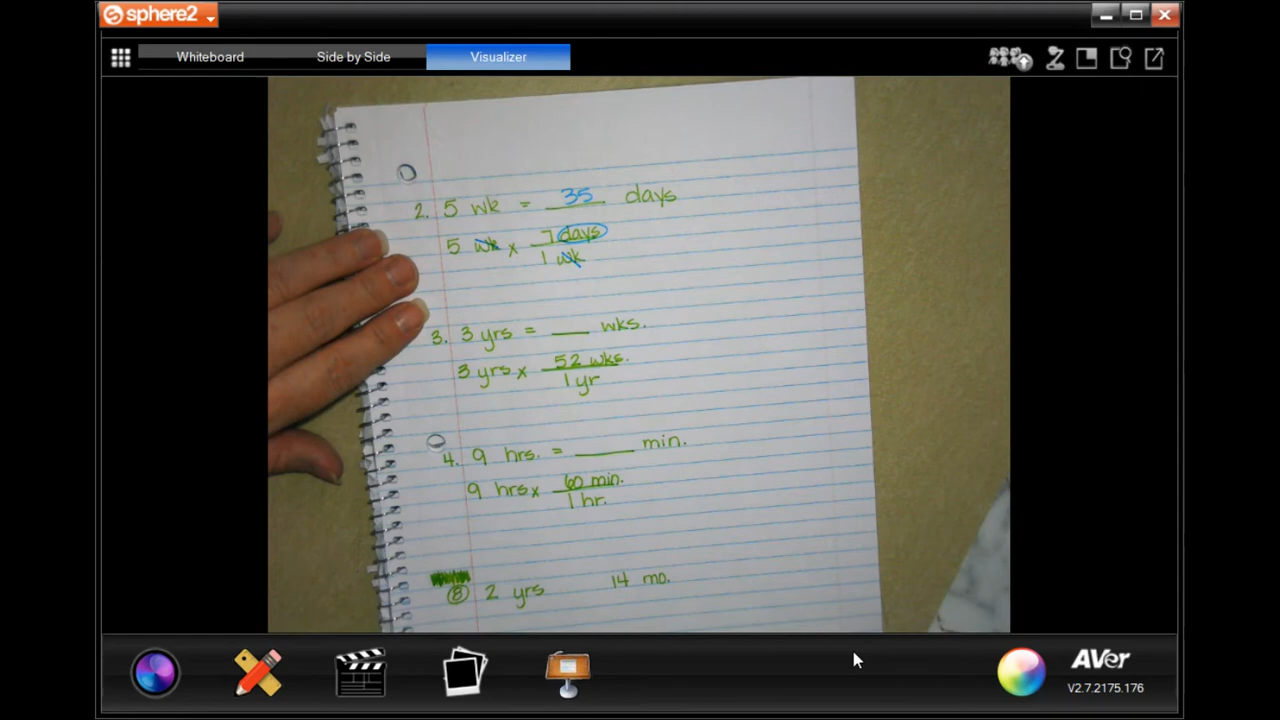 sphere2
Whiteboard Side by Side Visualizer
2. 5 wk = 35 days
5 wk x 7 days
1 wk
3. 3 yrs = ___ wks.
3 yrs x 52 wks.
1 yr
4. 9 hrs. = ___ min.
9 hrs x 60 min.
1 hr.
8 2 yrs 14 mo.
AVer
V2.7.2175.176